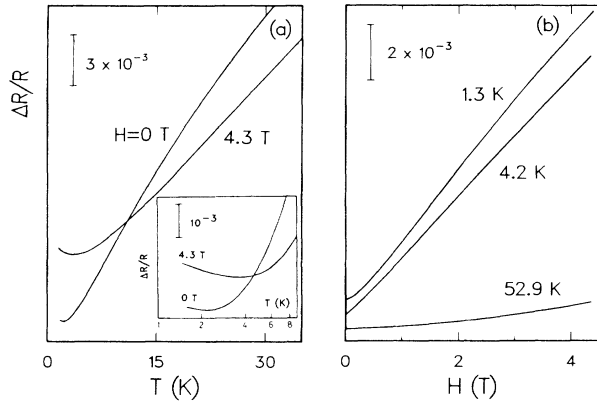 (a)
3 × 10⁻³
ΔR/R
H=0 T
4.3 T
10⁻³
ΔR/R
4.3 T
0 T
T (K)
1 2 4 6 8
0 15 30
T (K)
(b)
2 × 10⁻³
1.3 K
4.2 K
52.9 K
0 2 4
H (T)